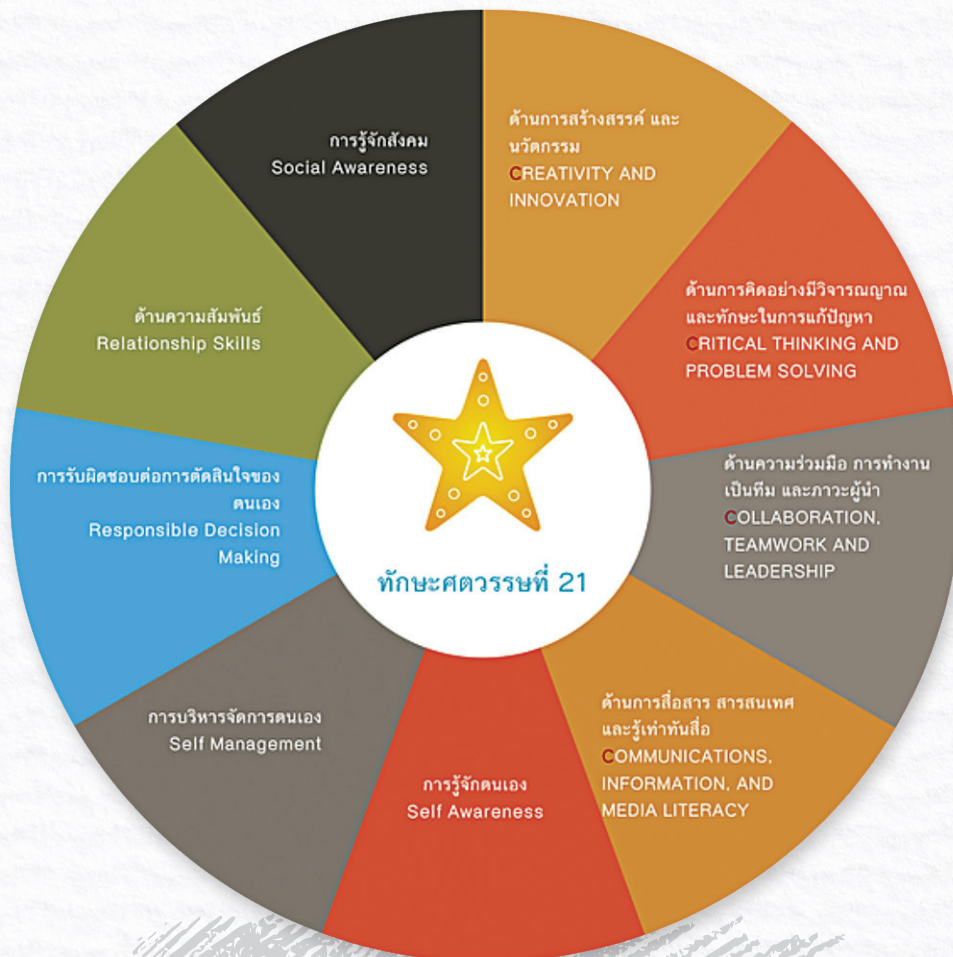 การรู้จักสังคม
Social Awareness
ด้านการสร้างสรรค์ และ
นวัตกรรม
CREATIVITY AND
INNOVATION
ด้านการคิดอย่างมีวิจารณญาณ
และทักษะในการแก้ปัญหา
CRITICAL THINKING AND
PROBLEM SOLVING
ด้านความร่วมมือ การทำงาน
เป็นทีม และภาวะผู้นำ
COLLABORATION,
TEAMWORK AND
LEADERSHIP
ด้านการสื่อสาร สารสนเทศ
และรู้เท่าทันสื่อ
COMMUNICATIONS,
INFORMATION, AND
MEDIA LITERACY
การรู้จักตนเอง
Self Awareness
การบริหารจัดการตนเอง
Self Management
การรับผิดชอบต่อการตัดสินใจของ
ตนเอง
Responsible Decision
Making
ด้านความสัมพันธ์
Relationship Skills
ทักษะศตวรรษที่ 21